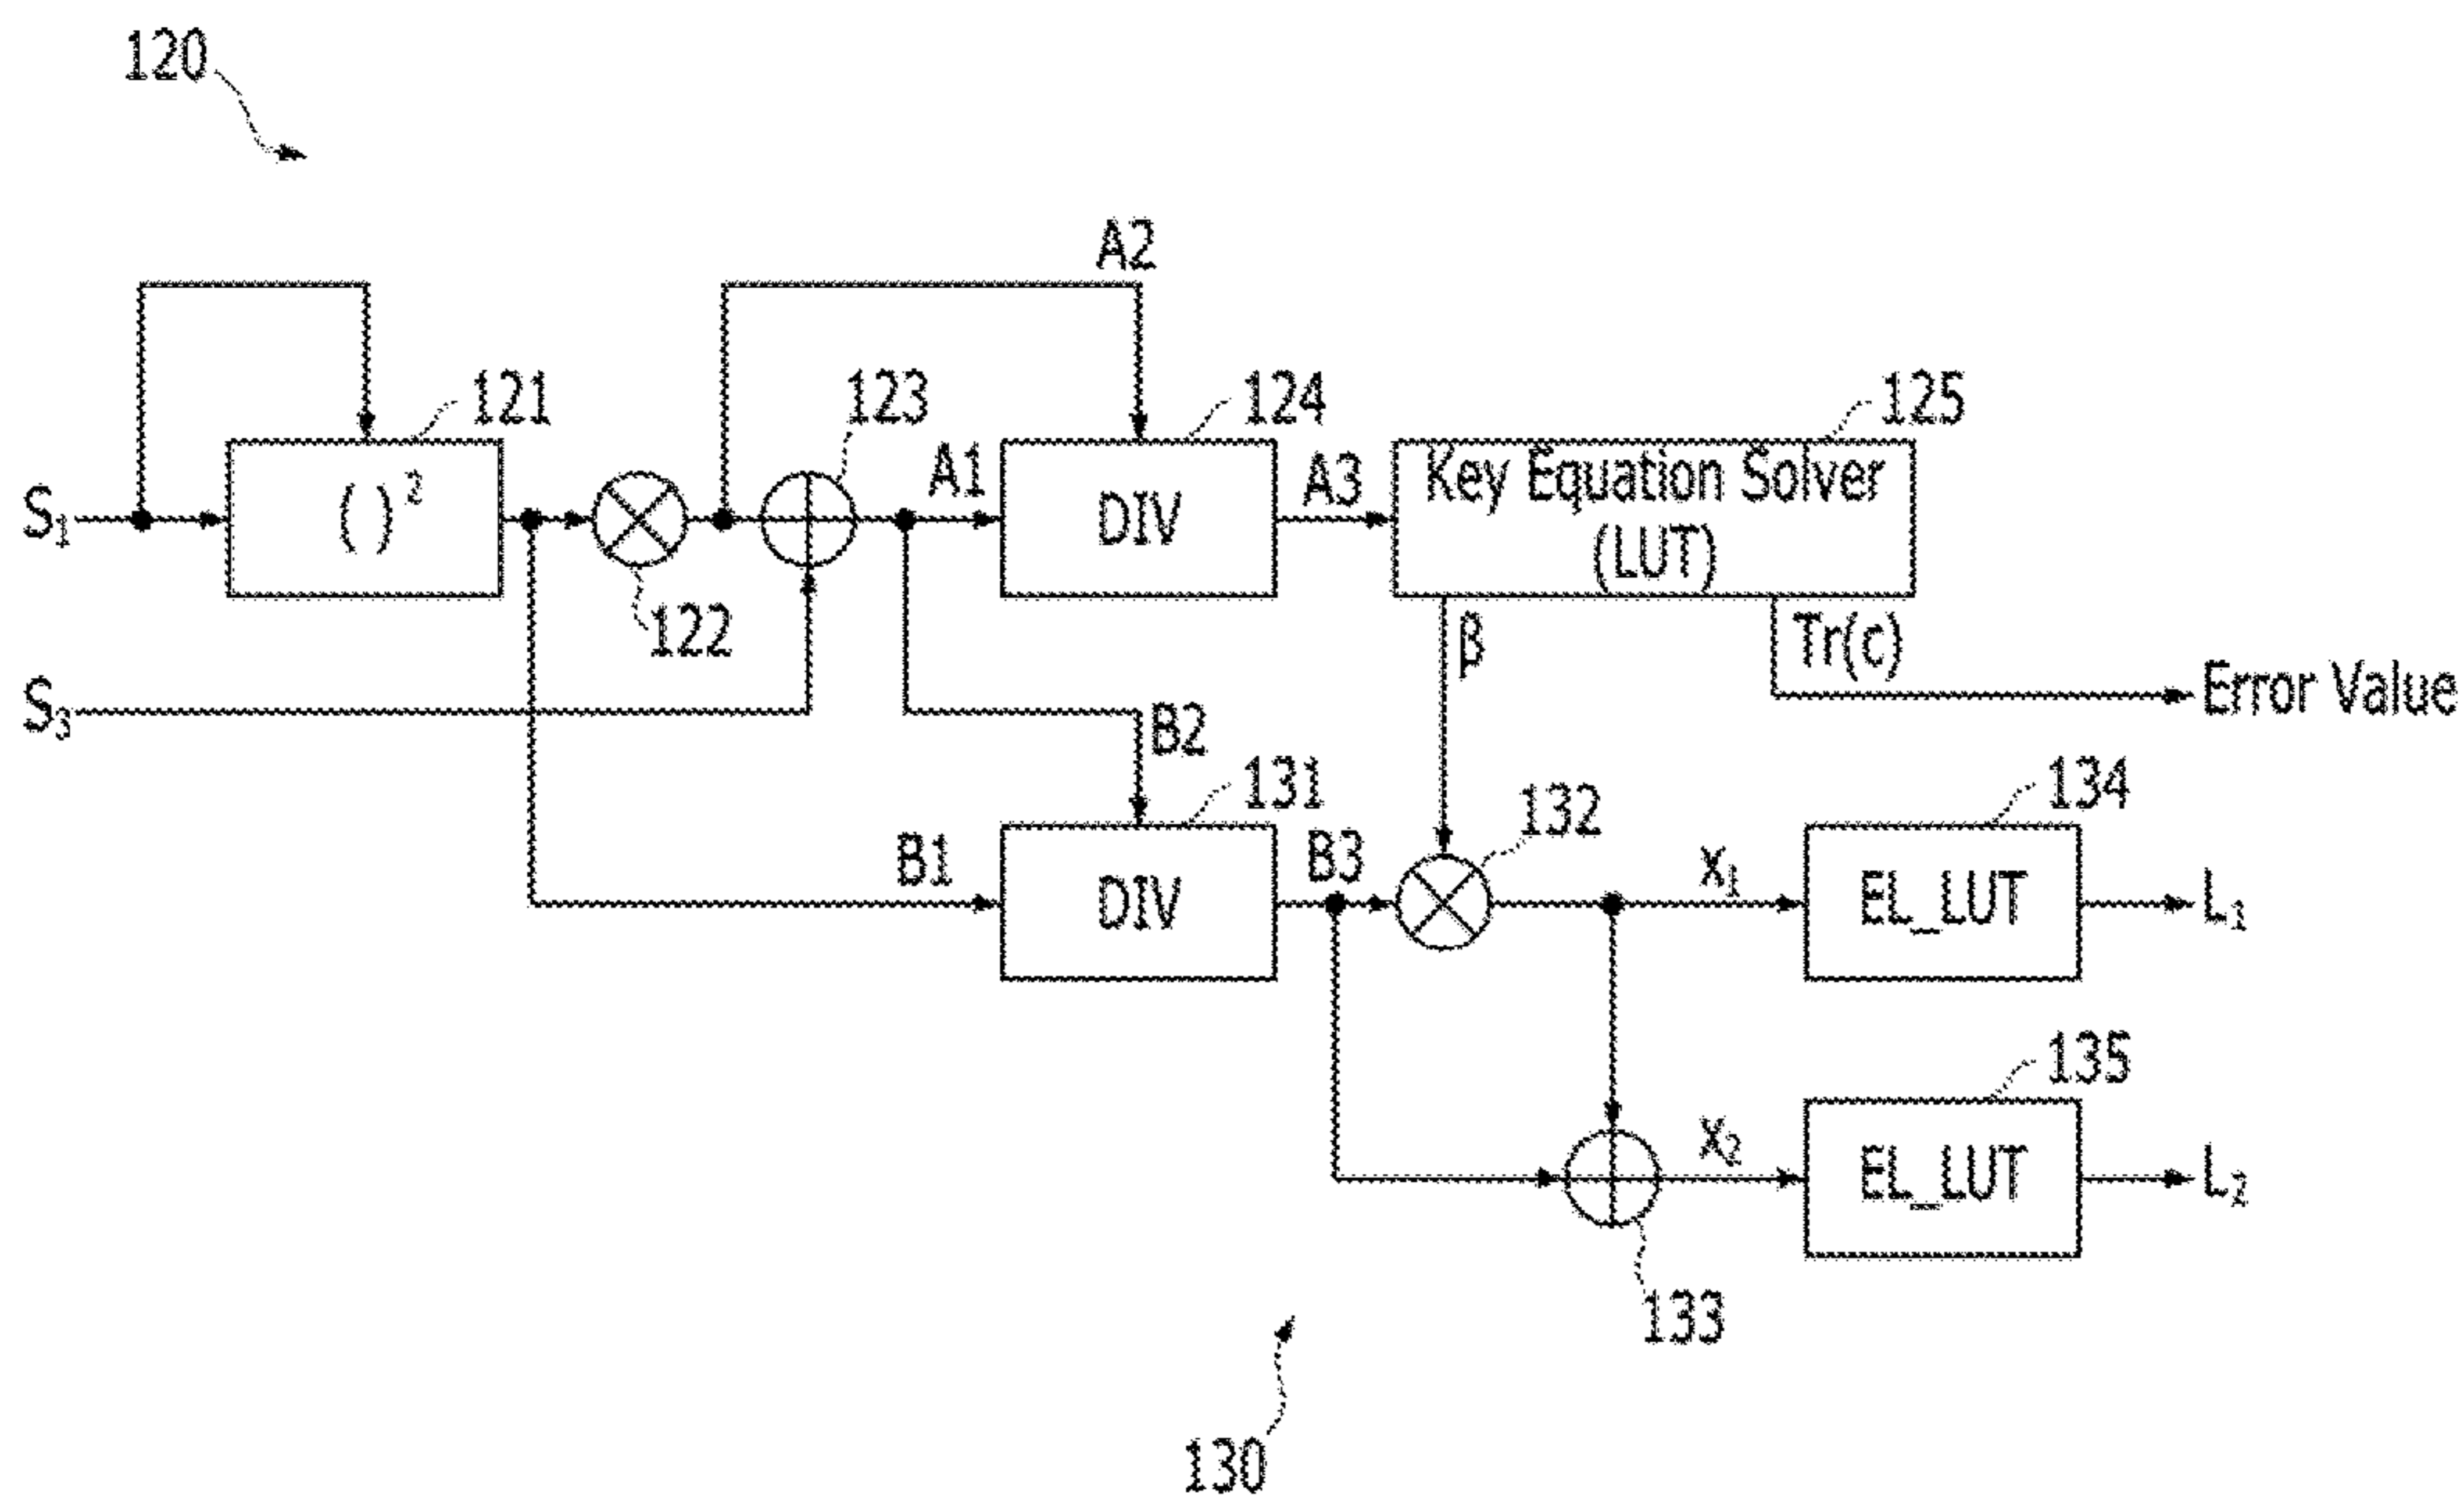 120
A2
121
123
124
125
S₁
( )²
A1
DIV
A3
Key Equation Solver
(LUT)
122
β
Tr(c)
Error Value
S₃
B2
131
132
134
B1
DIV
B3
X₁
EL_LUT
L₁
135
X₂
EL_LUT
L₂
133
130